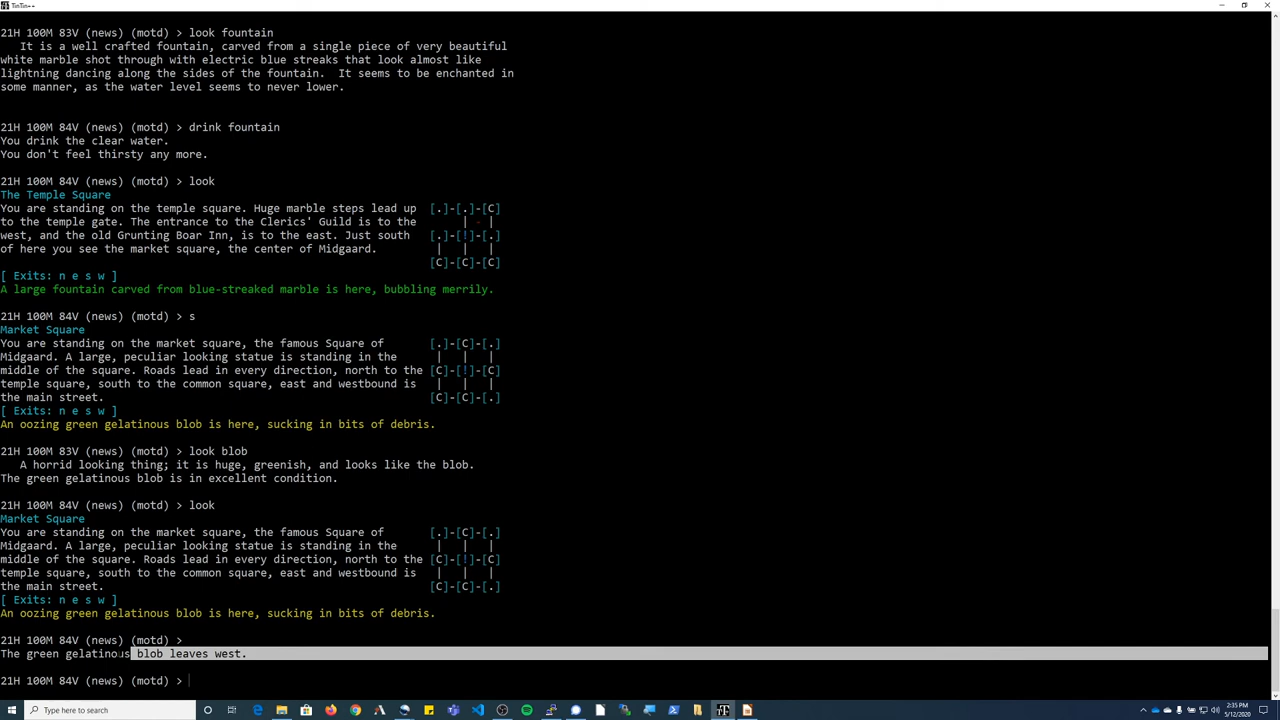 TinTin++
21H 100M 83V (news) (motd) > look fountain
It is a well crafted fountain, carved from a single piece of very beautiful
white marble shot through with electric blue streaks that look almost like
lightning dancing along the sides of the fountain.  It seems to be enchanted in
some manner, as the water level seems to never lower.
21H 100M 84V (news) (motd) > drink fountain
You drink the clear water.
You don't feel thirsty any more.
21H 100M 84V (news) (motd) > look
The Temple Square
You are standing on the temple square. Huge marble steps lead up [.]-[.]-[C]
to the temple gate. The entrance to the Clerics' Guild is to the | |
west, and the old Grunting Boar Inn, is to the east. Just south [.]-[!]-[.]
of here you see the market square, the center of Midgaard. | | |
[C]-[C]-[C]
[ Exits: n e s w ]
A large fountain carved from blue-streaked marble is here, bubbling merrily.
21H 100M 84V (news) (motd) > s
Market Square
You are standing on the market square, the famous Square of [.]-[C]-[.]
Midgaard. A large, peculiar looking statue is standing in the | | |
middle of the square. Roads lead in every direction, north to the [C]-[!]-[C]
temple square, south to the common square, east and westbound is | | |
the main street. [C]-[C]-[.]
[ Exits: n e s w ]
An oozing green gelatinous blob is here, sucking in bits of debris.
21H 100M 83V (news) (motd) > look blob
A horrid looking thing; it is huge, greenish, and looks like the blob.
The green gelatinous blob is in excellent condition.
21H 100M 84V (news) (motd) > look
Market Square
You are standing on the market square, the famous Square of [.]-[C]-[.]
Midgaard. A large, peculiar looking statue is standing in the | | |
middle of the square. Roads lead in every direction, north to the [C]-[!]-[C]
temple square, south to the common square, east and westbound is | | |
the main street. [C]-[C]-[.]
[ Exits: n e s w ]
An oozing green gelatinous blob is here, sucking in bits of debris.
21H 100M 84V (news) (motd) >
The green gelatinous blob leaves west.
21H 100M 84V (news) (motd) >
Type here to search
2:35 PM
5/12/2020